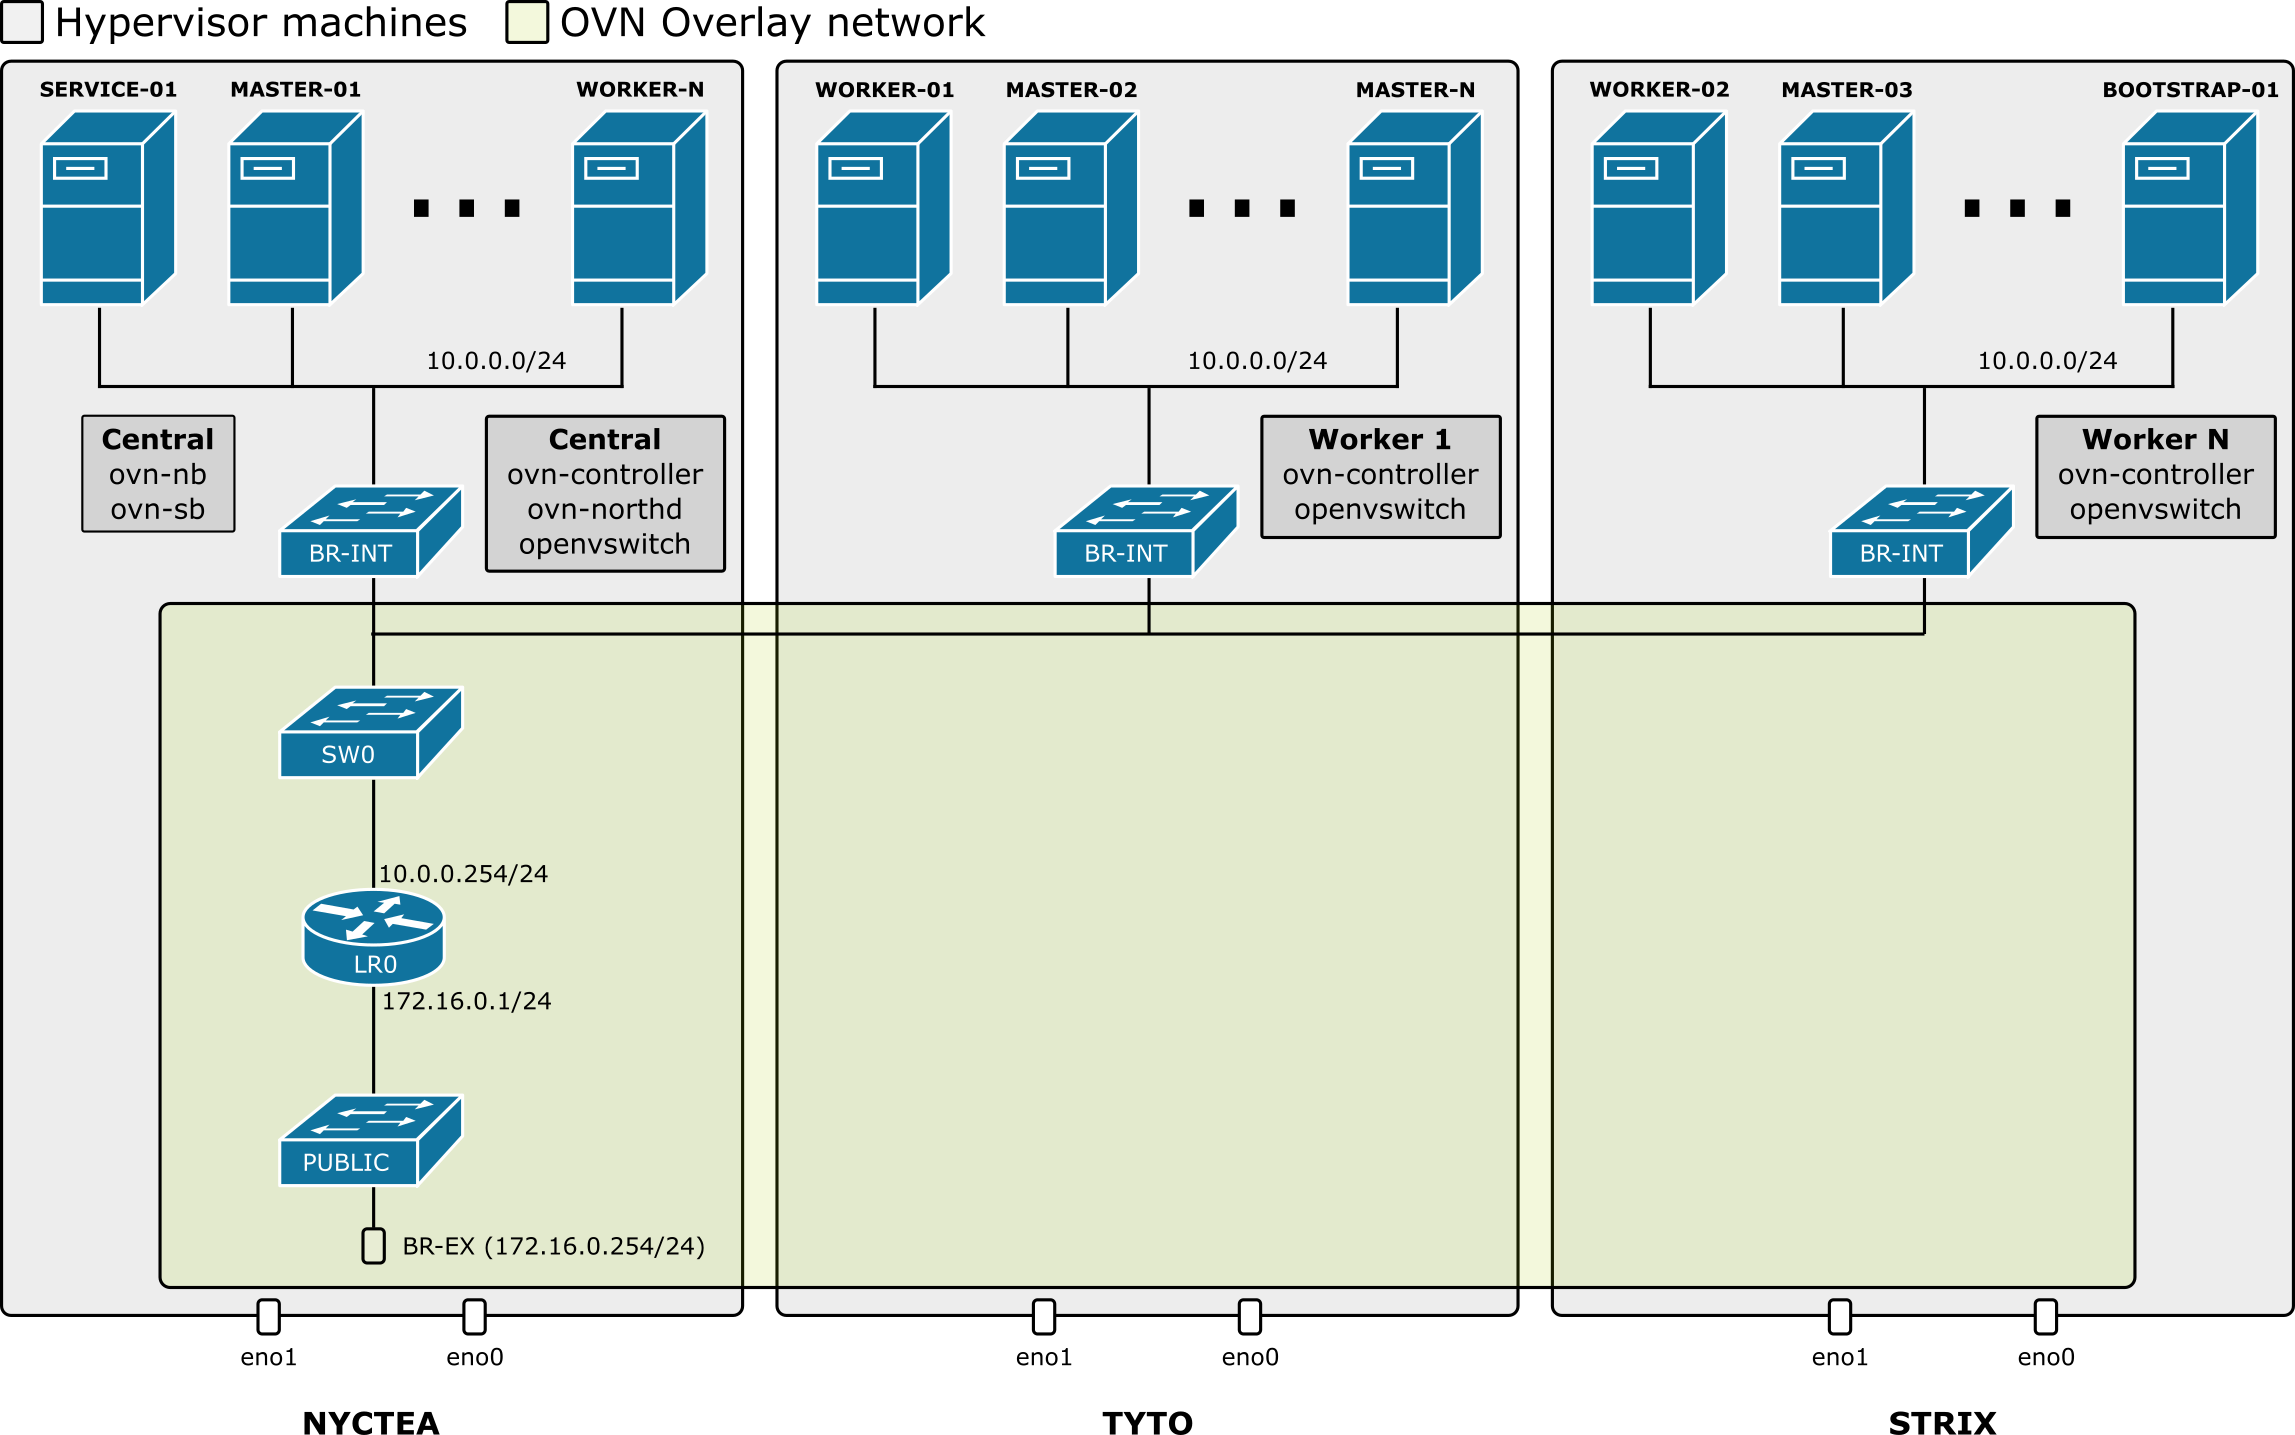 Hypervisor machines
OVN Overlay network
SERVICE-01
MASTER-01
WORKER-N
10.0.0.0/24
Central
ovn-nb
ovn-sb
Central
ovn-controller
ovn-northd
openvswitch
BR-INT
WORKER-01
MASTER-02
MASTER-N
10.0.0.0/24
Worker 1
ovn-controller
openvswitch
BR-INT
WORKER-02
MASTER-03
BOOTSTRAP-01
10.0.0.0/24
Worker N
ovn-controller
openvswitch
BR-INT
SW0
10.0.0.254/24
LR0
172.16.0.1/24
PUBLIC
BR-EX (172.16.0.254/24)
eno1
eno0
eno1
eno0
eno1
eno0
NYCTEA
TYTO
STRIX